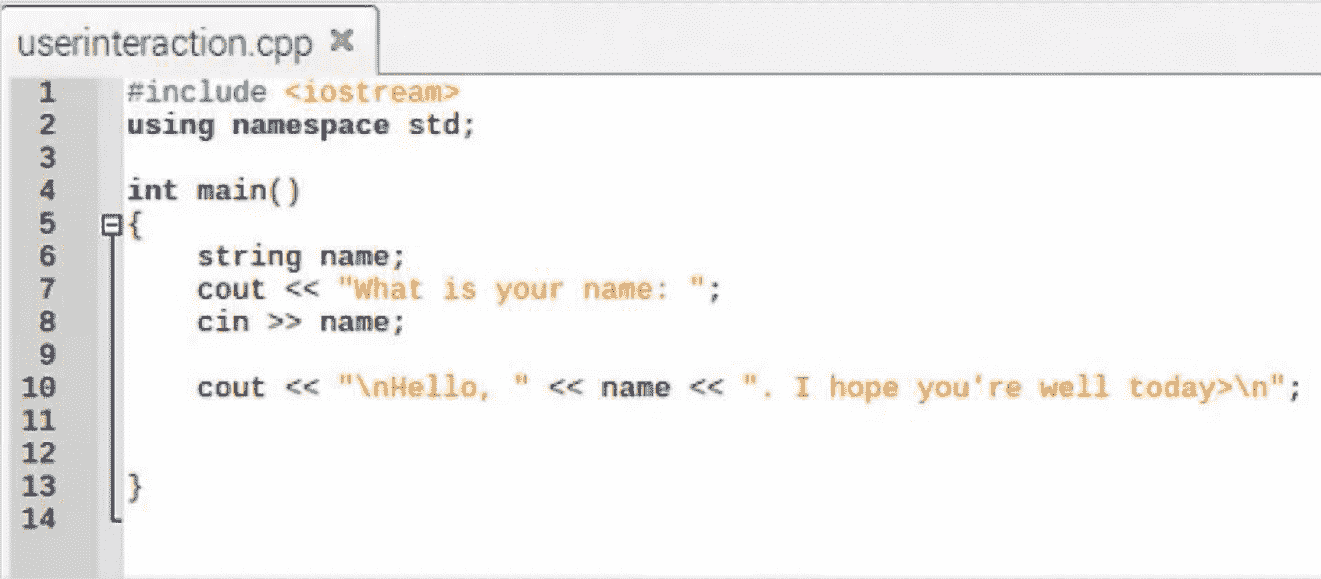 userinteraction.cpp ×
1 #include <iostream>
2 using namespace std;
3
4 int main()
5 {
6     string name;
7     cout << "What is your name: ";
8     cin >> name;
9
10     cout << "\nHello, " << name << ". I hope you're well today>\n";
11
12
13 }
14